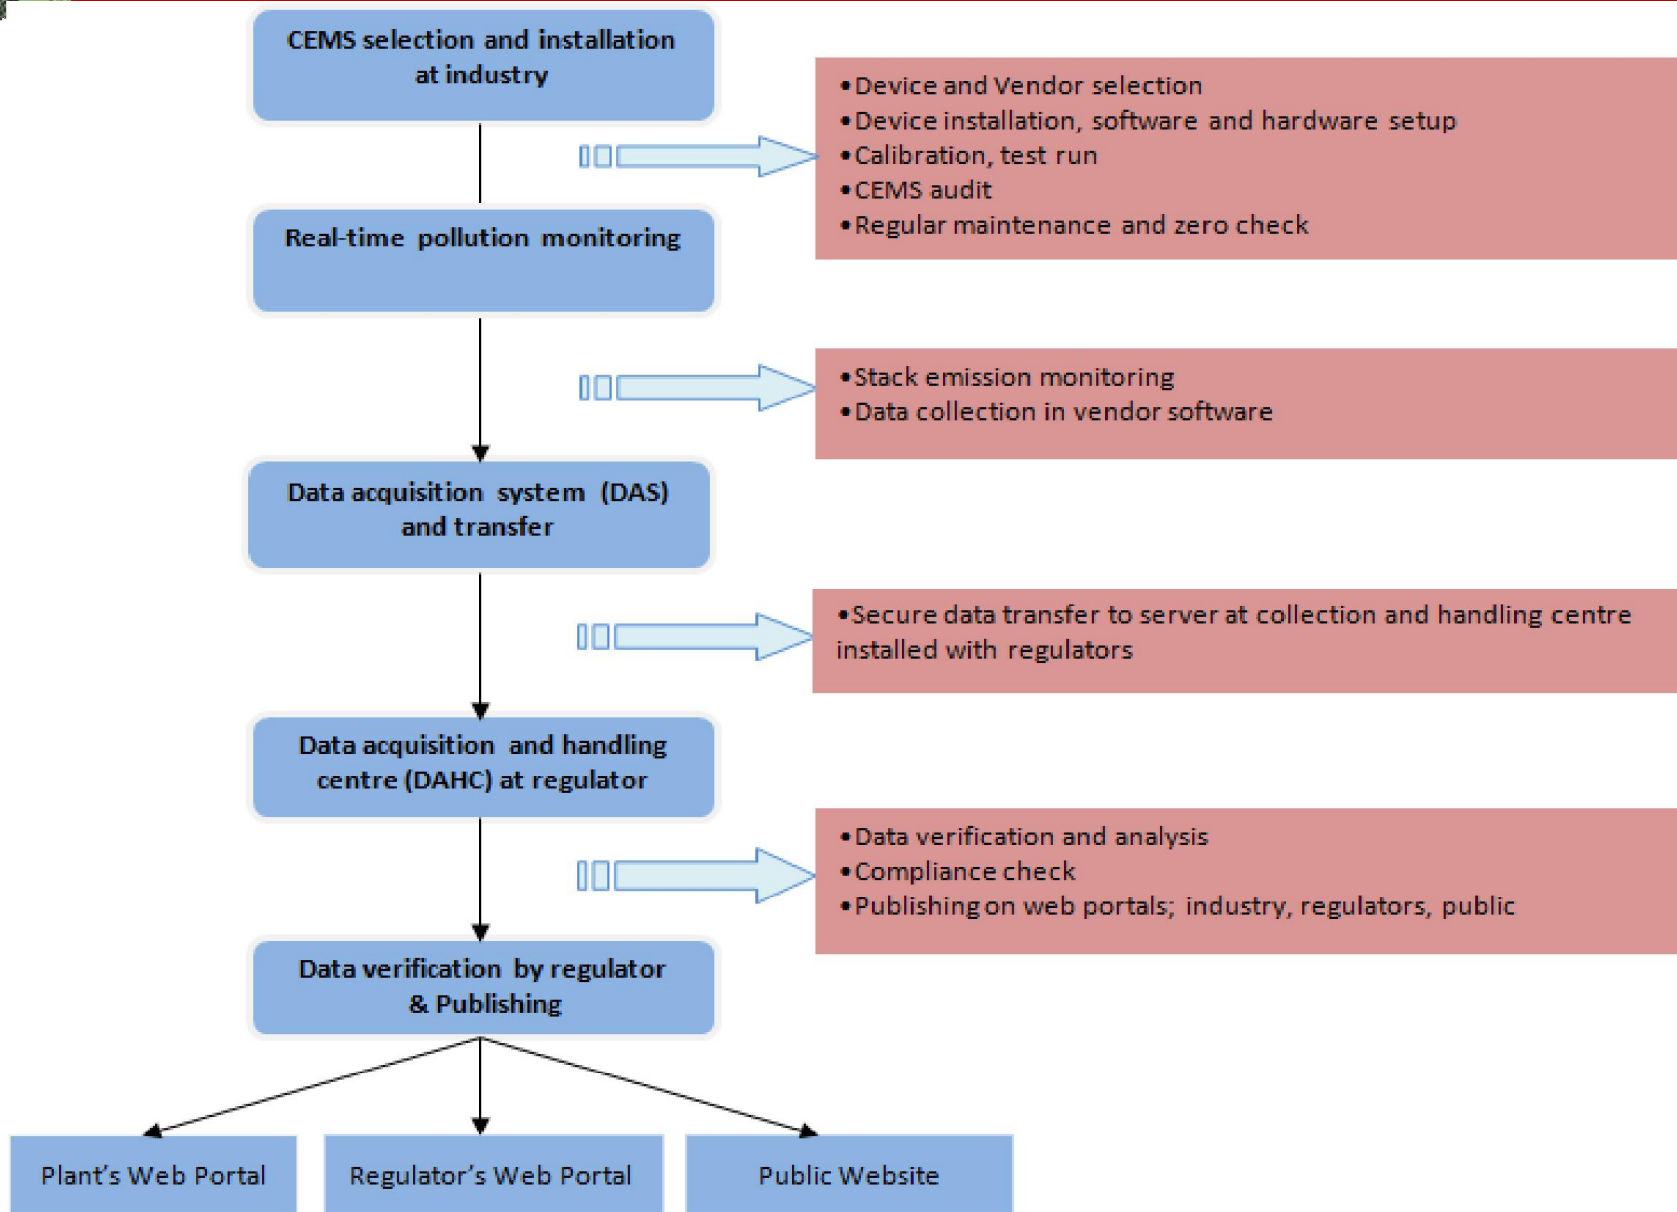 CEMS selection and installation
at industry
•Device and Vendor selection
•Device installation, software and hardware setup
•Calibration, test run
•CEMS audit
•Regular maintenance and zero check
Real-time pollution monitoring
•Stack emission monitoring
•Data collection in vendor software
Data acquisition system (DAS)
and transfer
•Secure data transfer to server at collection and handling centre
installed with regulators
Data acquisition and handling
centre (DAHC) at regulator
•Data verification and analysis
•Compliance check
•Publishing on web portals; industry, regulators, public
Data verification by regulator
& Publishing
Plant's Web Portal
Regulator's Web Portal
Public Website